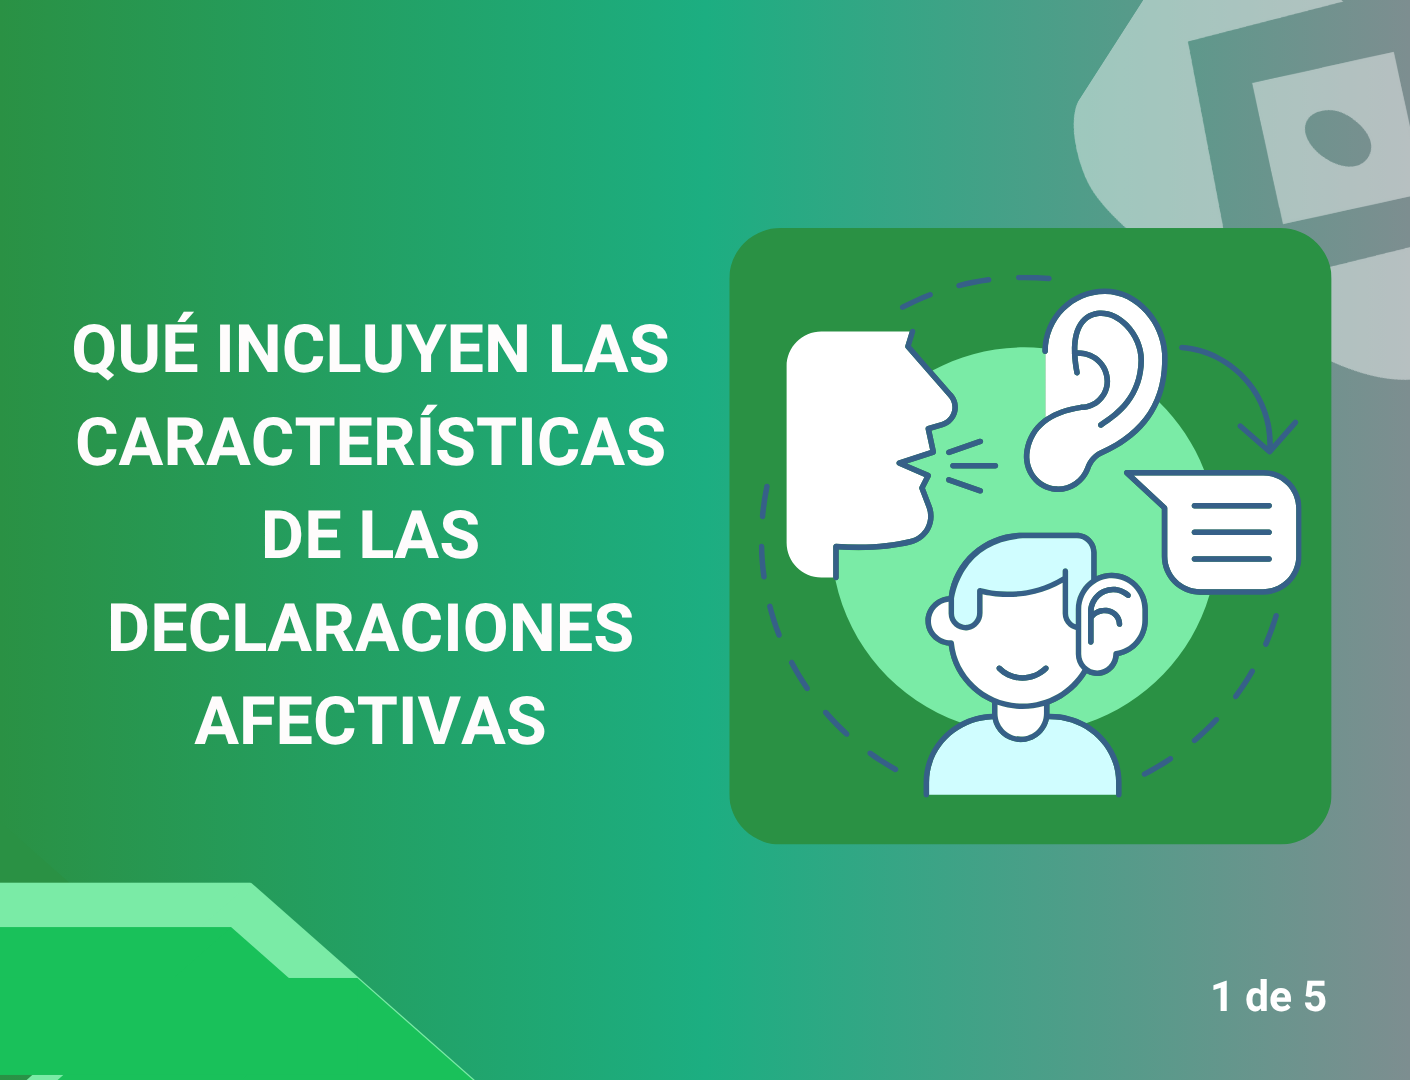 QUÉ INCLUYEN LAS
CARACTERÍSTICAS
DE LAS
DECLARACIONES
AFECTIVAS
1 de 5